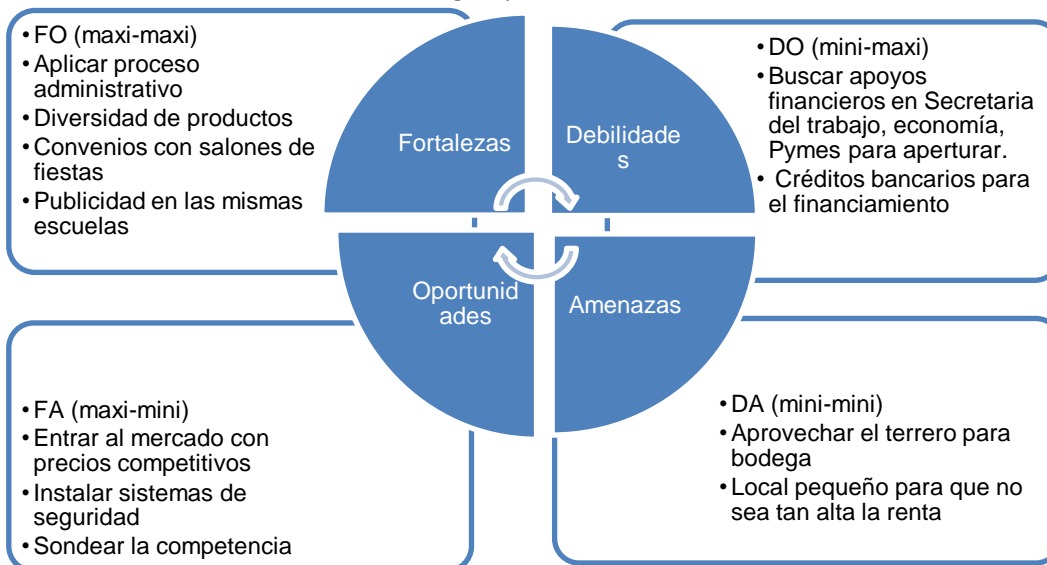 • FO (maxi-maxi)
• Aplicar proceso
administrativo
• Diversidad de productos
• Convenios con salones de
fiestas
• Publicidad en las mismas
escuelas
Fortalezas
Debilidade
s
• DO (mini-maxi)
• Buscar apoyos
financieros en Secretaria
del trabajo, economía,
Pymes para aperturar.
• Créditos bancarios para
el financiamiento
Oportunid
ades
Amenazas
• FA (maxi-mini)
• Entrar al mercado con
precios competitivos
• Instalar sistemas de
seguridad
• Sondear la competencia
• DA (mini-mini)
• Aprovechar el terrero para
bodega
• Local pequeño para que no
sea tan alta la renta